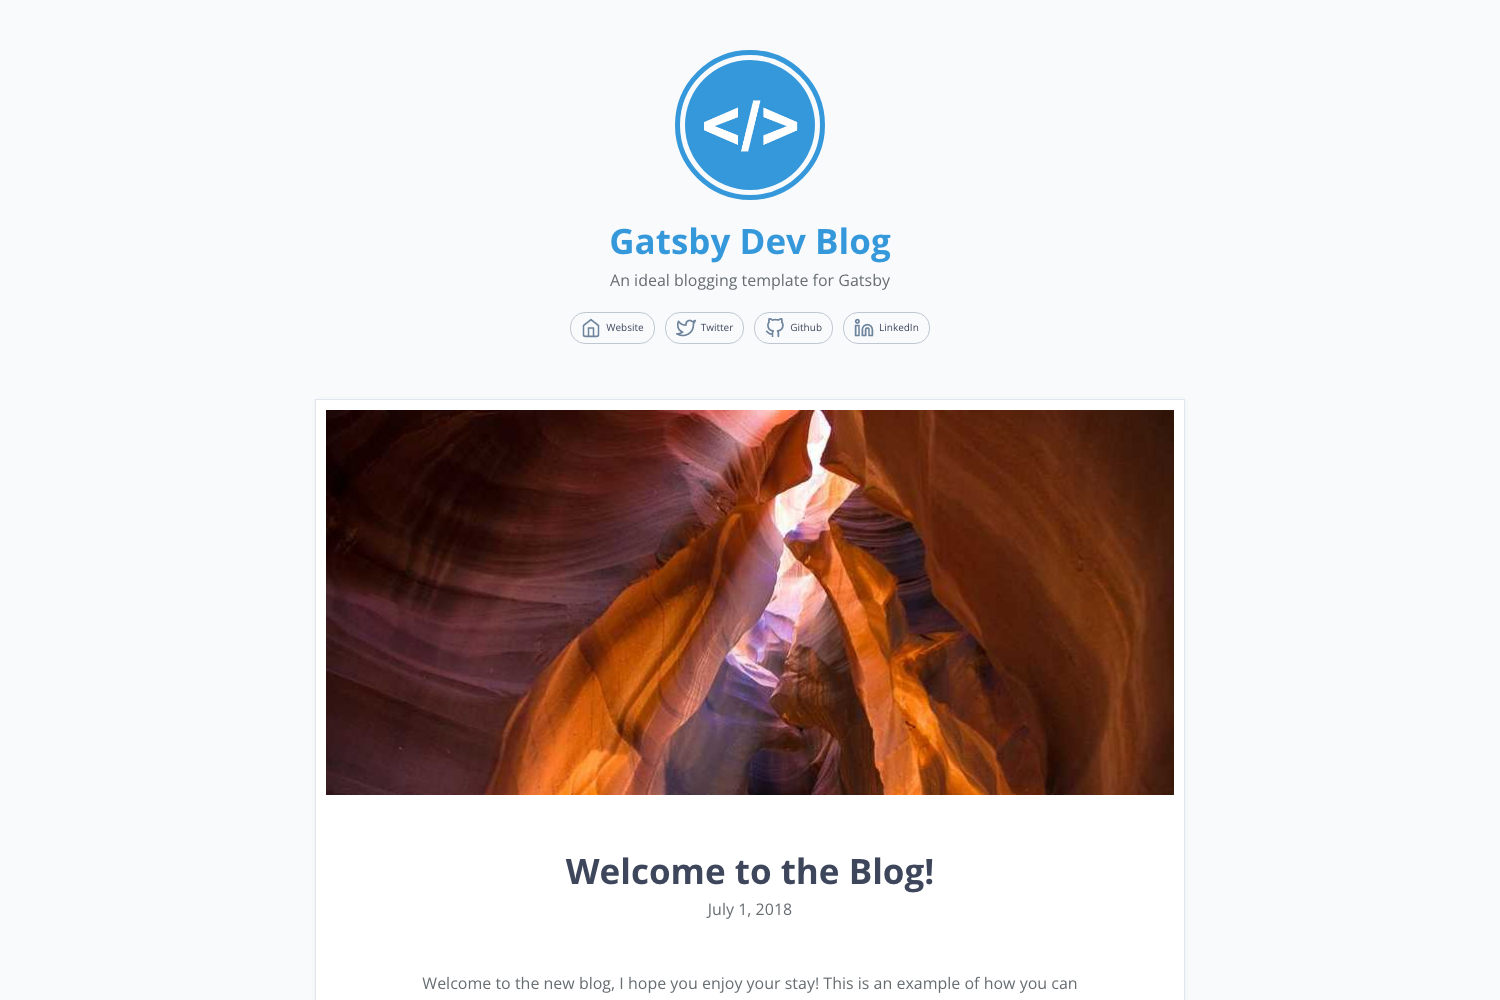 </>
Gatsby Dev Blog
An ideal blogging template for Gatsby
Website Twitter Github LinkedIn
Welcome to the Blog!
July 1, 2018
Welcome to the new blog, I hope you enjoy your stay! This is an example of how you can